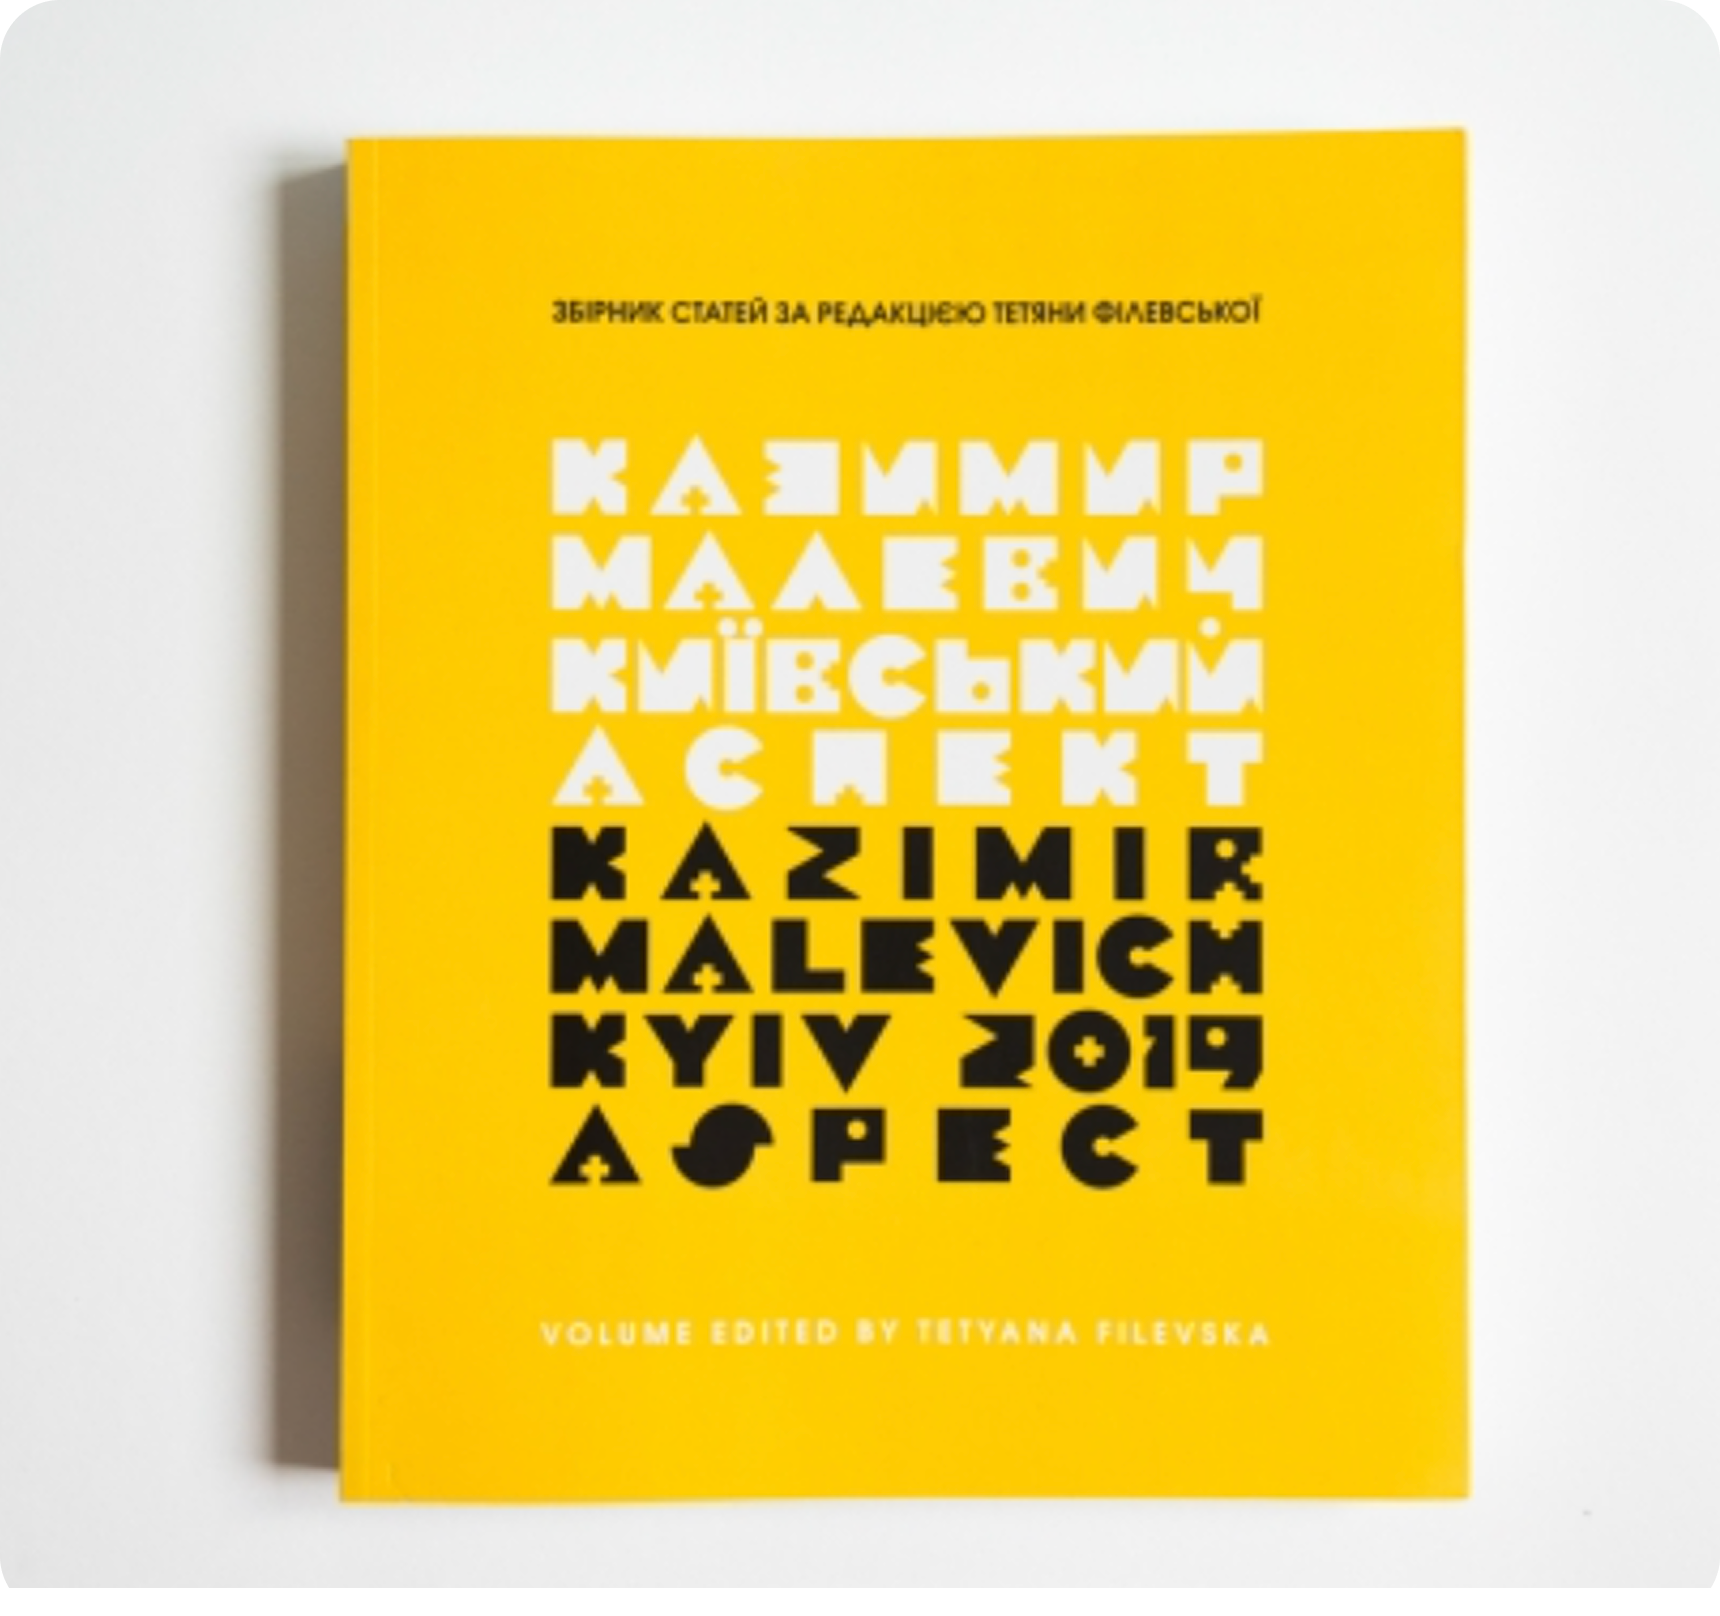 ЗБІРНИК СТАТЕЙ ЗА РЕДАКЦІЄЮ ТЕТЯНИ ФІЛЕВСЬКОЇ
КАЗИМИР
МАЛЕВИЧ
КИЇВСЬКИЙ
АСПЕКТ
KAZIMIR
MALEVICH
KYIV 2019
ASPECT
VOLUME EDITED BY TETYANA FILEVSKA